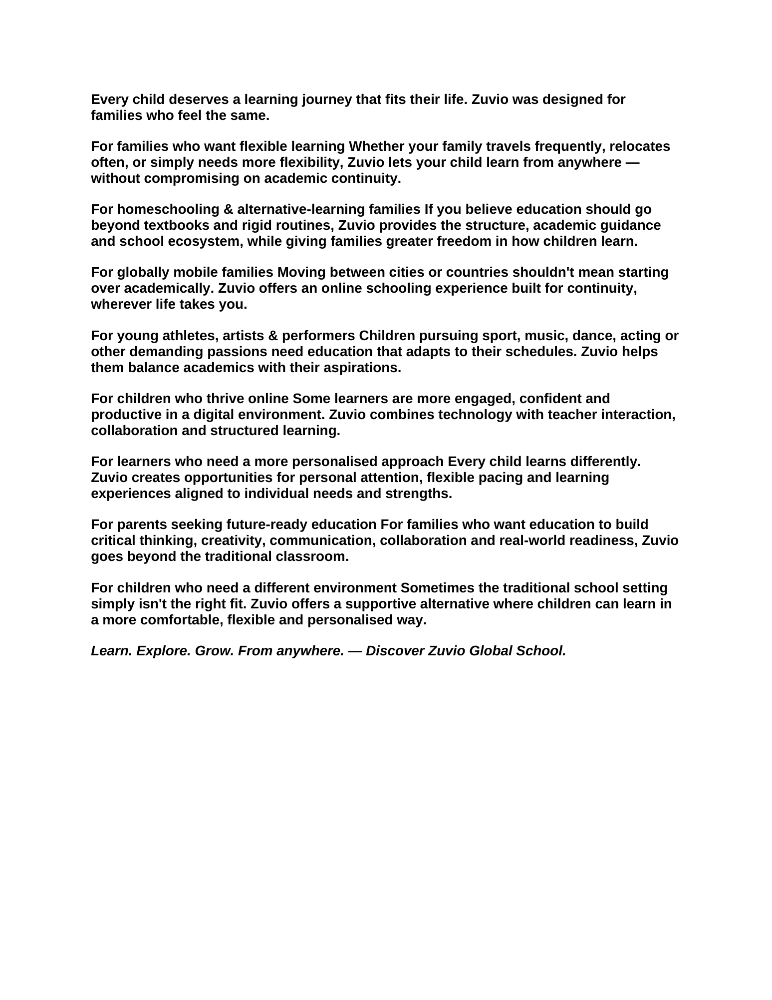 Every child deserves a learning journey that fits their life. Zuvio was designed for
families who feel the same.
For families who want flexible learning Whether your family travels frequently, relocates
often, or simply needs more flexibility, Zuvio lets your child learn from anywhere —
without compromising on academic continuity.
For homeschooling & alternative-learning families If you believe education should go
beyond textbooks and rigid routines, Zuvio provides the structure, academic guidance
and school ecosystem, while giving families greater freedom in how children learn.
For globally mobile families Moving between cities or countries shouldn't mean starting
over academically. Zuvio offers an online schooling experience built for continuity,
wherever life takes you.
For young athletes, artists & performers Children pursuing sport, music, dance, acting or
other demanding passions need education that adapts to their schedules. Zuvio helps
them balance academics with their aspirations.
For children who thrive online Some learners are more engaged, confident and
productive in a digital environment. Zuvio combines technology with teacher interaction,
collaboration and structured learning.
For learners who need a more personalised approach Every child learns differently.
Zuvio creates opportunities for personal attention, flexible pacing and learning
experiences aligned to individual needs and strengths.
For parents seeking future-ready education For families who want education to build
critical thinking, creativity, communication, collaboration and real-world readiness, Zuvio
goes beyond the traditional classroom.
For children who need a different environment Sometimes the traditional school setting
simply isn't the right fit. Zuvio offers a supportive alternative where children can learn in
a more comfortable, flexible and personalised way.
Learn. Explore. Grow. From anywhere. — Discover Zuvio Global School.